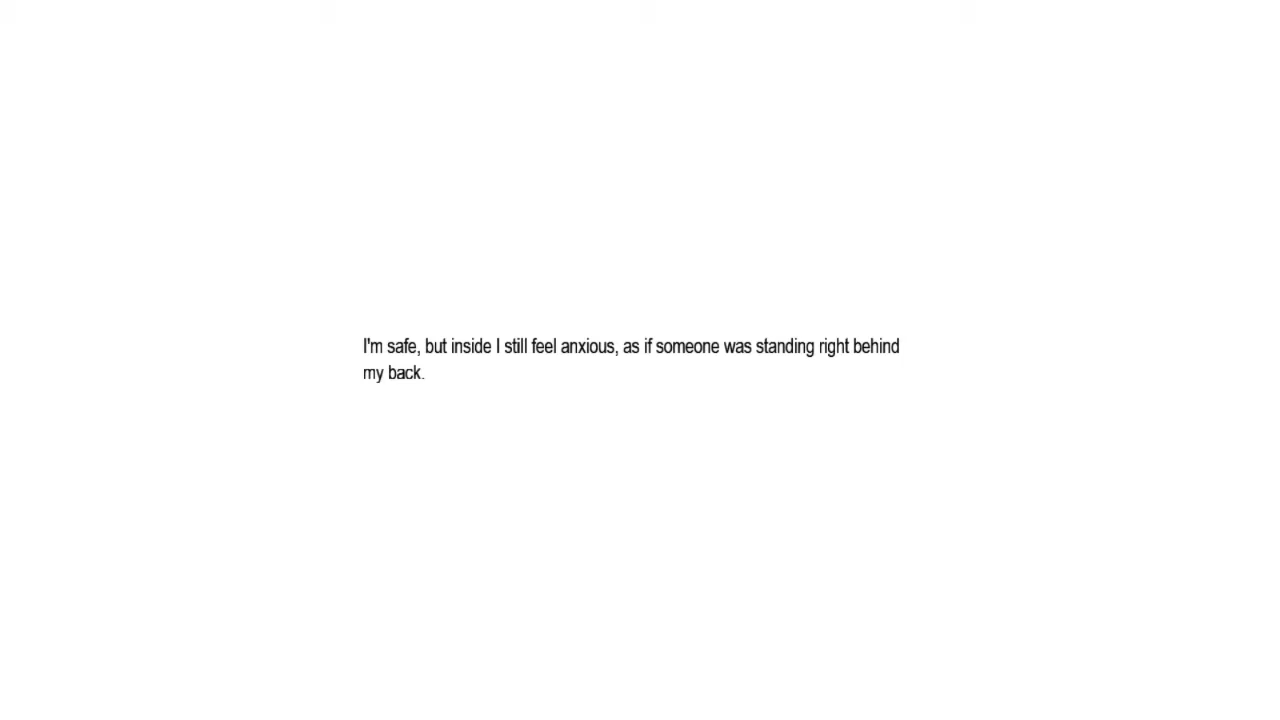 I'm safe, but inside I still feel anxious, as if someone was standing right behind
my back.